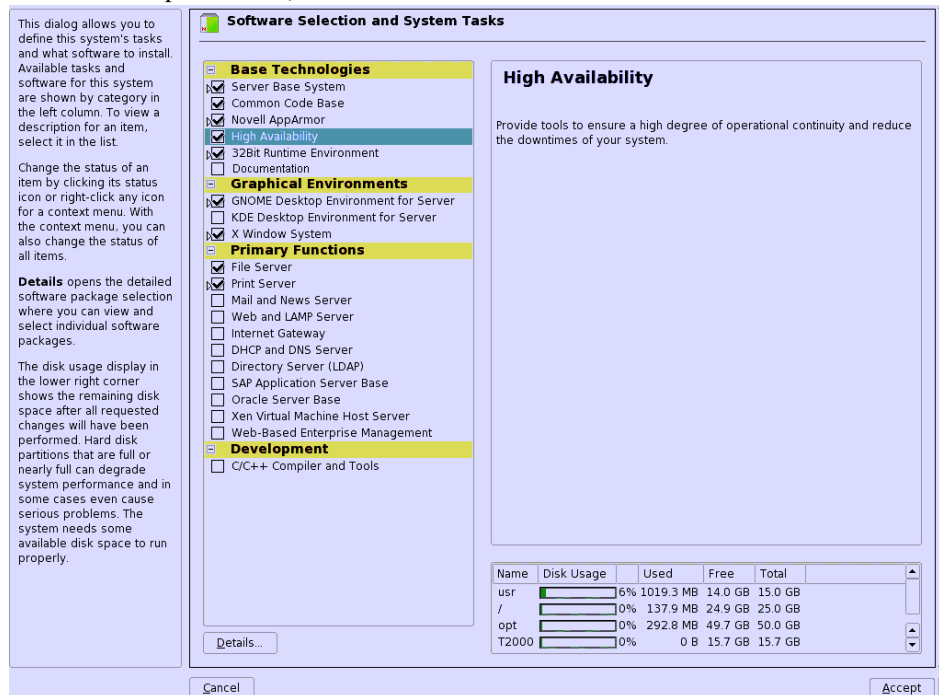 This dialog allows you to
define this system's tasks
and what software to install.
Available tasks and
software for this system
are shown by category in
the left column. To view a
description for an item,
select it in the list.
Change the status of an
item by clicking its status
icon or right-click any icon
for a context menu. With
the context menu, you can
also change the status of
all items.
Details opens the detailed
software package selection
where you can view and
select individual software
packages.
The disk usage display in
the lower right corner
shows the remaining disk
space after all requested
changes will have been
performed. Hard disk
partitions that are full or
nearly full can degrade
system performance and in
some cases even cause
serious problems. The
system needs some
available disk space to run
properly.
Software Selection and System Tasks
Base Technologies
Server Base System
Common Code Base
Novell AppArmor
High Availability
32Bit Runtime Environment
Documentation
Graphical Environments
GNOME Desktop Environment for Server
KDE Desktop Environment for Server
X Window System
Primary Functions
File Server
Print Server
Mail and News Server
Web and LAMP Server
Internet Gateway
DHCP and DNS Server
Directory Server (LDAP)
SAP Application Server Base
Oracle Server Base
Xen Virtual Machine Host Server
Web-Based Enterprise Management
Development
C/C++ Compiler and Tools
Details...
High Availability
Provide tools to ensure a high degree of operational continuity and reduce
the downtimes of your system.
Name Disk Usage Used Free Total
usr 6% 1019.3 MB 14.0 GB 15.0 GB
/ 0% 137.9 MB 24.9 GB 25.0 GB
opt 0% 292.8 MB 49.7 GB 50.0 GB
T2000 0% 0 B 15.7 GB 15.7 GB
Cancel
Accept